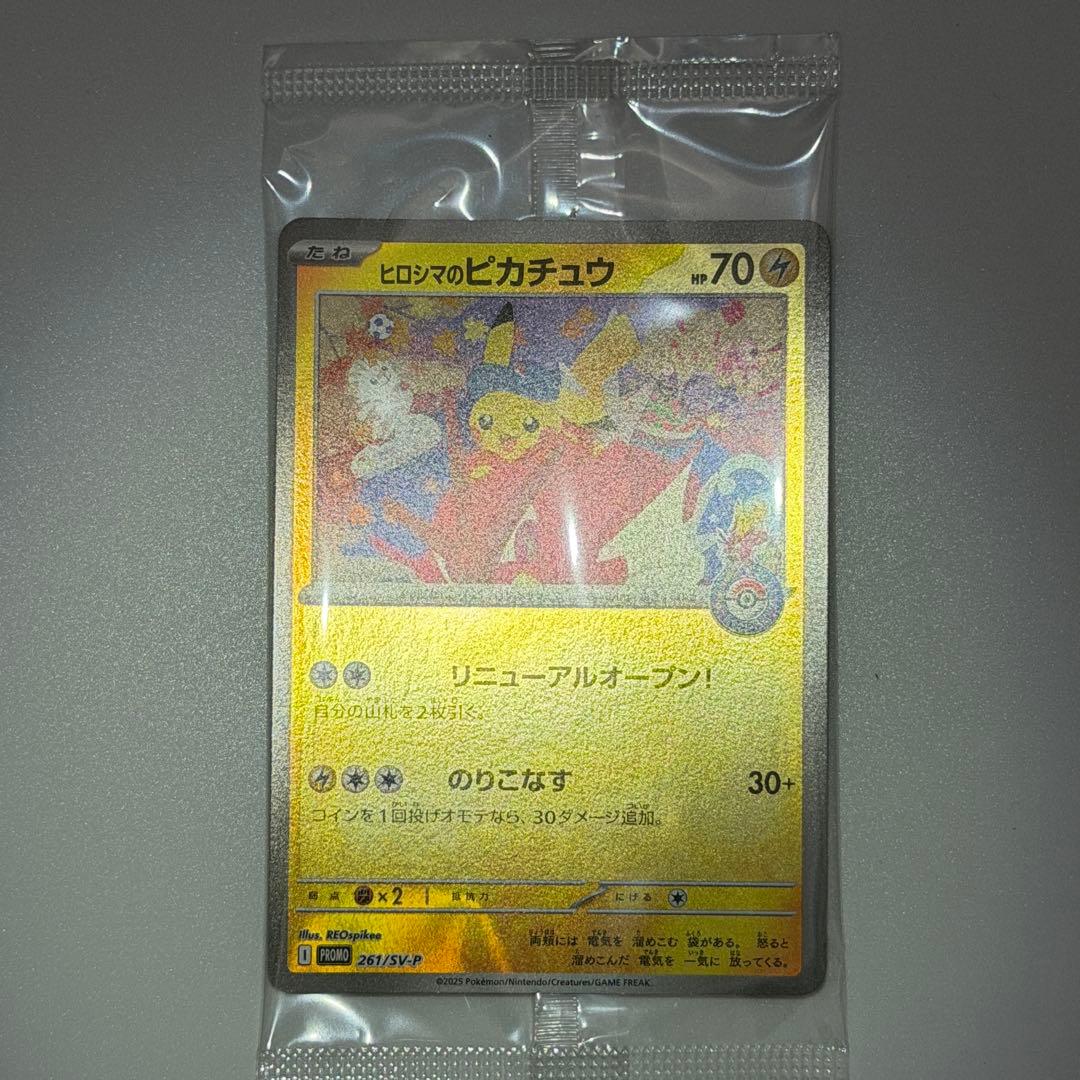 たね
ヒロシマのピカチュウ HP 70
リニューアルオープン!
自分の山札を2枚引く。
のりこなす 30+
コインを1回投げオモテなら、30ダメージ追加。
弱点 ×2 抵抗力 にげる
Illus. REOspikee
両頬には 電気を 溜めこむ 袋がある。 怒ると
溜めこんだ 電気を 一気に 放ってくる。
I PROMO 261/SV-P
©2025 Pokémon/Nintendo/Creatures/GAME FREAK.